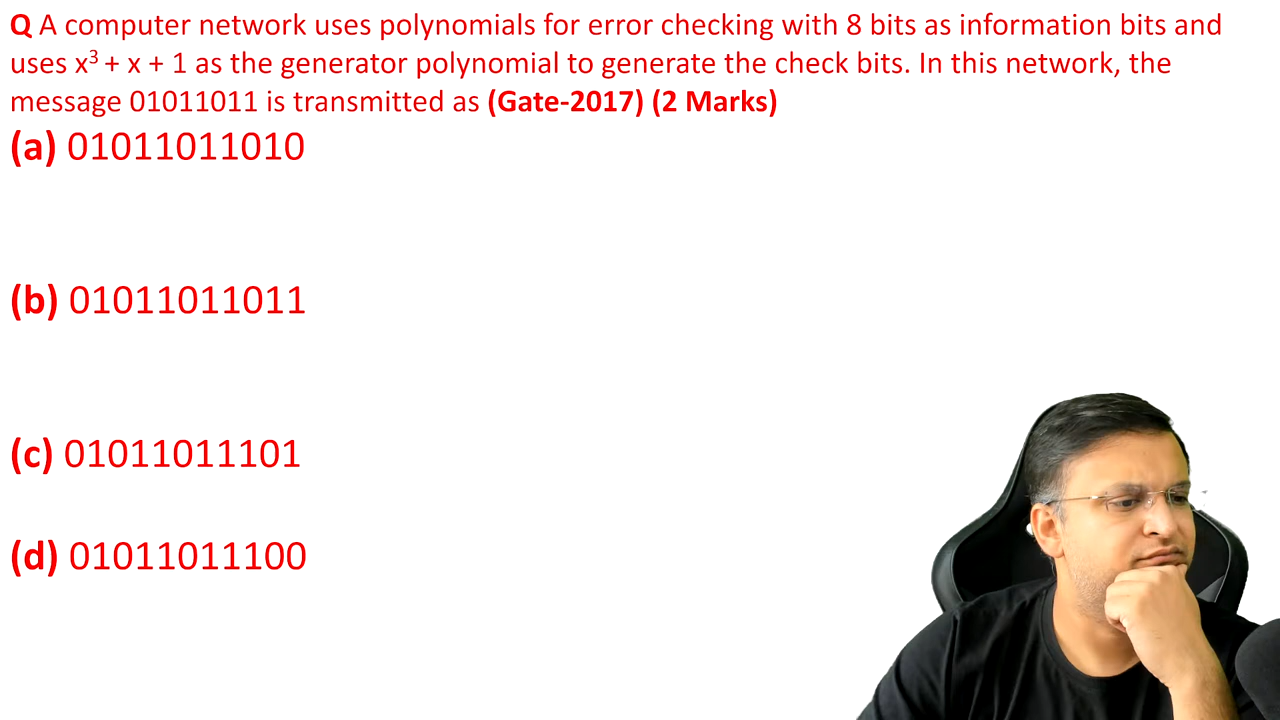 Q A computer network uses polynomials for error checking with 8 bits as information bits and
uses x³ + x + 1 as the generator polynomial to generate the check bits. In this network, the
message 01011011 is transmitted as (Gate-2017) (2 Marks)
(a) 01011011010
(b) 01011011011
(c) 01011011101
(d) 01011011100